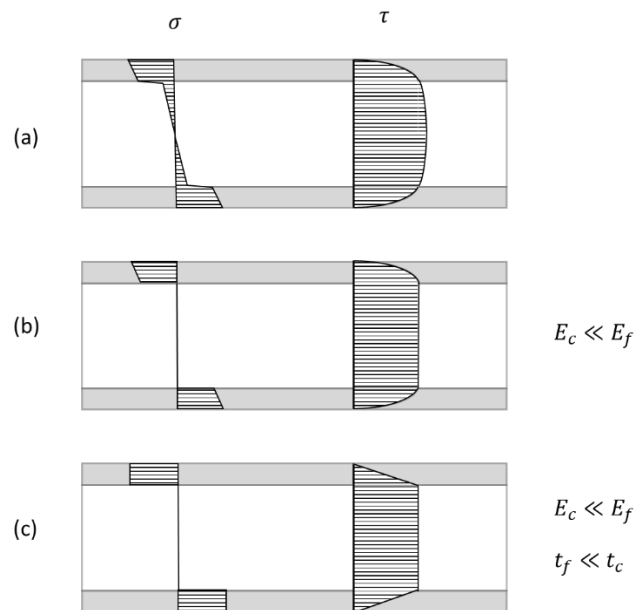 σ τ
(a)
(b) E_c ≪ E_f
(c) E_c ≪ E_f
t_f ≪ t_c